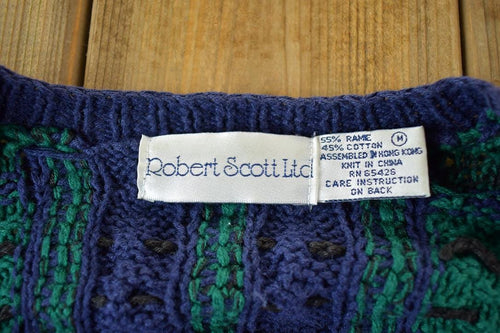 Robert Scott Ltd
55% RAMIE
45% COTTON
M
ASSEMBLED IN HONG KONG
KNIT IN CHINA
RN 65426
CARE INSTRUCTION
ON BACK